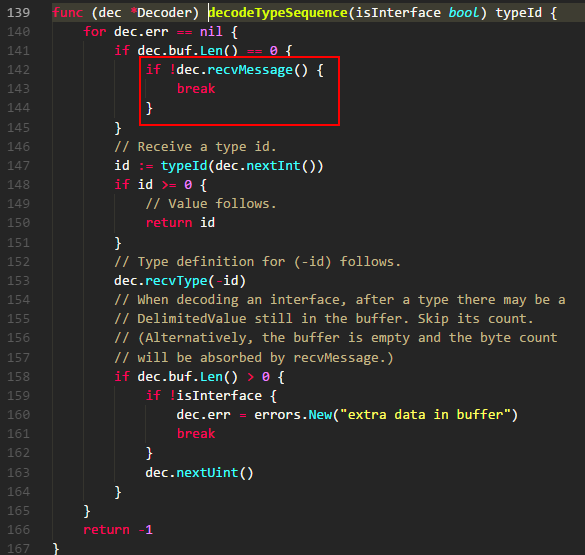 139 func (dec *Decoder) decodeTypeSequence(isInterface bool) typeId {
140     for dec.err == nil {
141         if dec.buf.Len() == 0 {
142             if !dec.recvMessage() {
143                 break
144             }
145         }
146         // Receive a type id.
147         id := typeId(dec.nextInt())
148         if id >= 0 {
149             // Value follows.
150             return id
151         }
152         // Type definition for (-id) follows.
153         dec.recvType(-id)
154         // When decoding an interface, after a type there may be a
155         // DelimitedValue still in the buffer. Skip its count.
156         // (Alternatively, the buffer is empty and the byte count
157         // will be absorbed by recvMessage.)
158         if dec.buf.Len() > 0 {
159             if !isInterface {
160                 dec.err = errors.New("extra data in buffer")
161                 break
162             }
163             dec.nextUint()
164         }
165     }
166     return -1
167 }